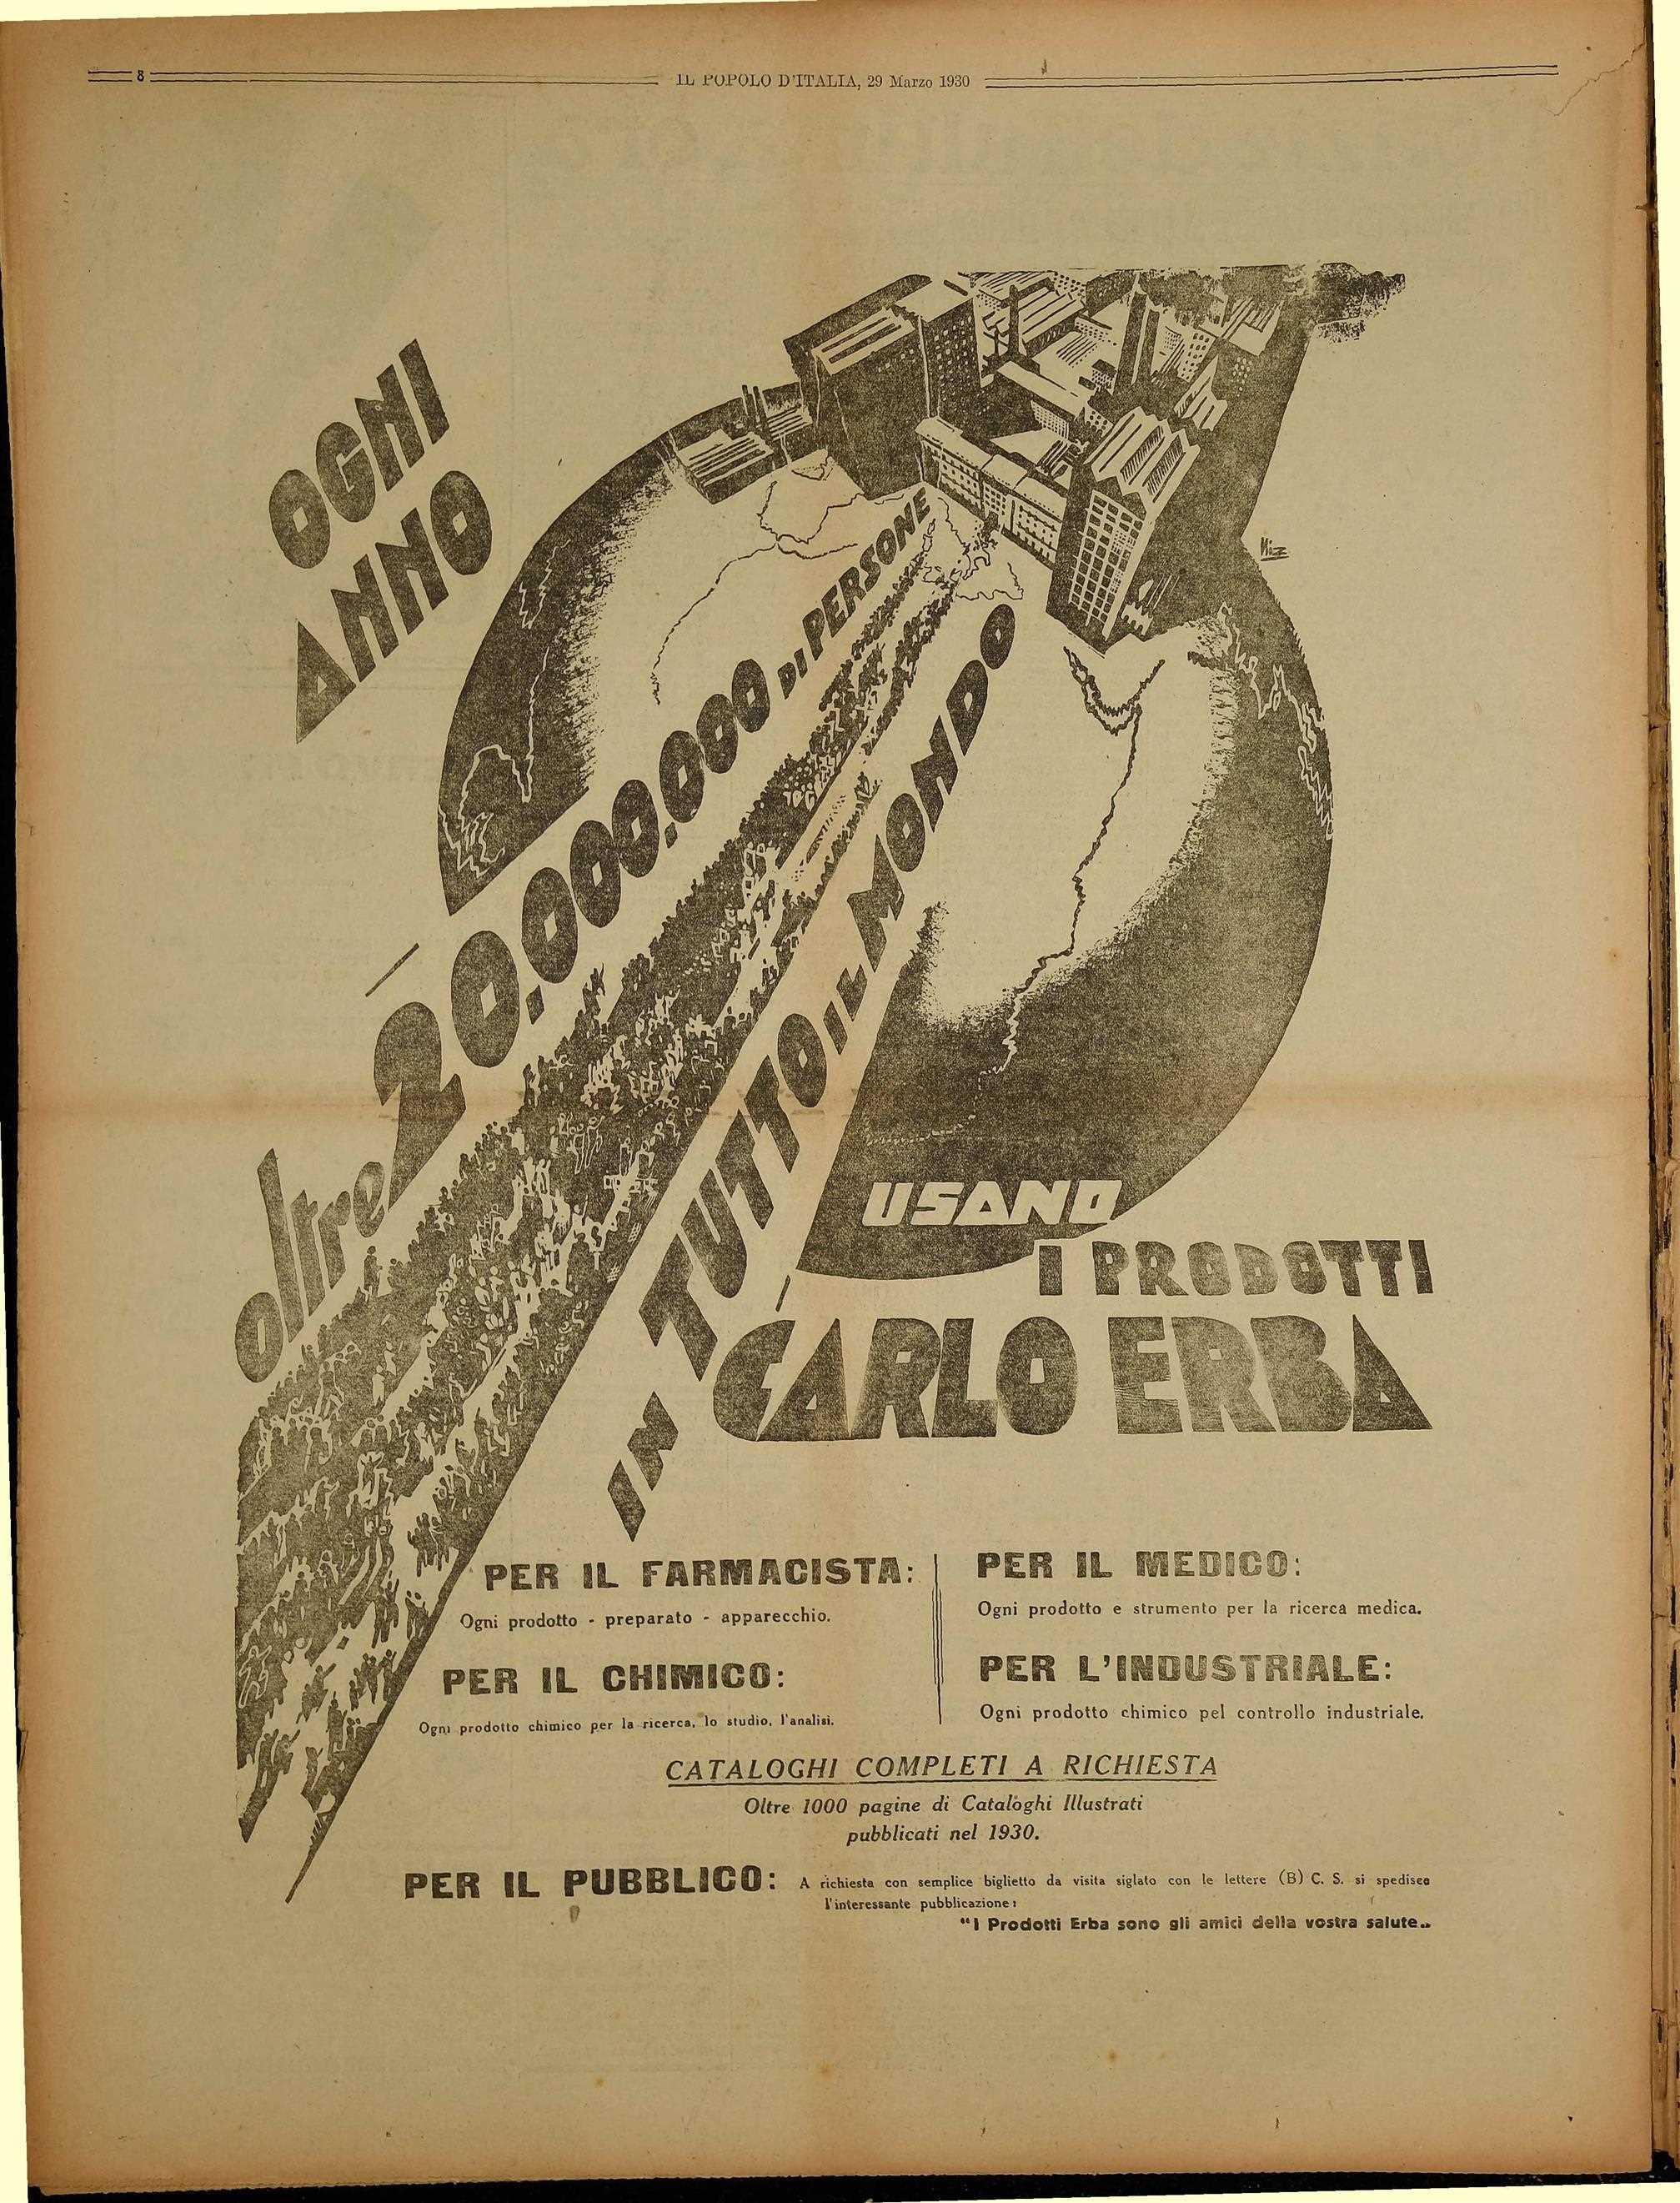 8
IL POPOLO D'ITALIA, 29 Marzo 1930
OGNI
ANNO
oltre 20.000.000 DI PERSONE
IN TUTTO IL MONDO
USANO
I PRODOTTI
CARLO ERBA
PER IL FARMACISTA:
Ogni prodotto - preparato - apparecchio.
PER IL CHIMICO:
Ogni prodotto chimico per la ricerca, lo studio, l'analisi.
PER IL MEDICO:
Ogni prodotto e strumento per la ricerca medica.
PER L'INDUSTRIALE:
Ogni prodotto chimico pel controllo industriale.
CATALOGHI COMPLETI A RICHIESTA
Oltre 1000 pagine di Cataloghi Illustrati
pubblicati nel 1930.
PER IL PUBBLICO: A richiesta con semplice biglietto da visita siglato con le lettere (B) C. S. si spedisce
l'interessante pubblicazione:
"I Prodotti Erba sono gli amici della vostra salute„